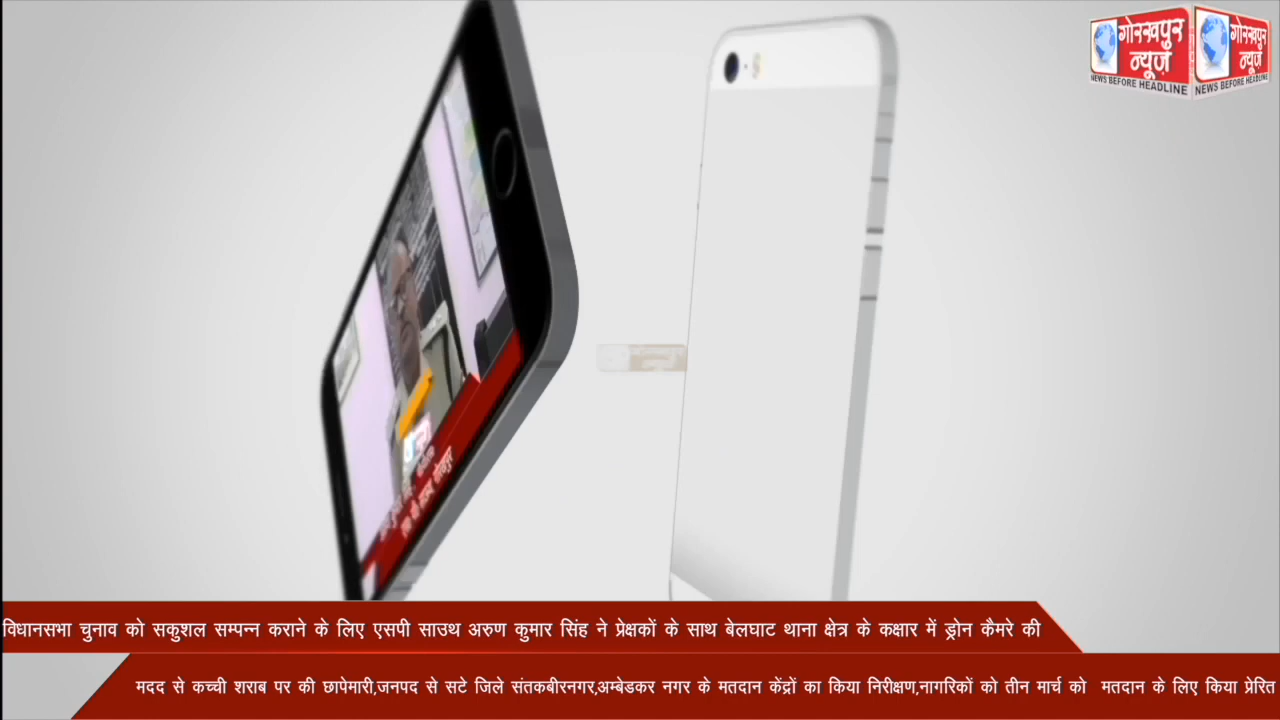 गोरखपुर गोरखपुर
न्यूज़ न्यूज़
NEWS BEFORE HEADLINE NEWS BEFORE HEADLINE
विधानसभा चुनाव को सकुशल सम्पन्न कराने के लिए एसपी साउथ अरुण कुमार सिंह ने प्रेक्षकों के साथ बेलघाट थाना क्षेत्र के कक्षार में ड्रोन कैमरे की
मदद से कच्ची शराब पर की छापेमारी,जनपद से सटे जिले संतकबीरनगर,अम्बेडकर नगर के मतदान केंद्रों का किया निरीक्षण,नागरिकों को तीन मार्च को मतदान के लिए किया प्रेरित